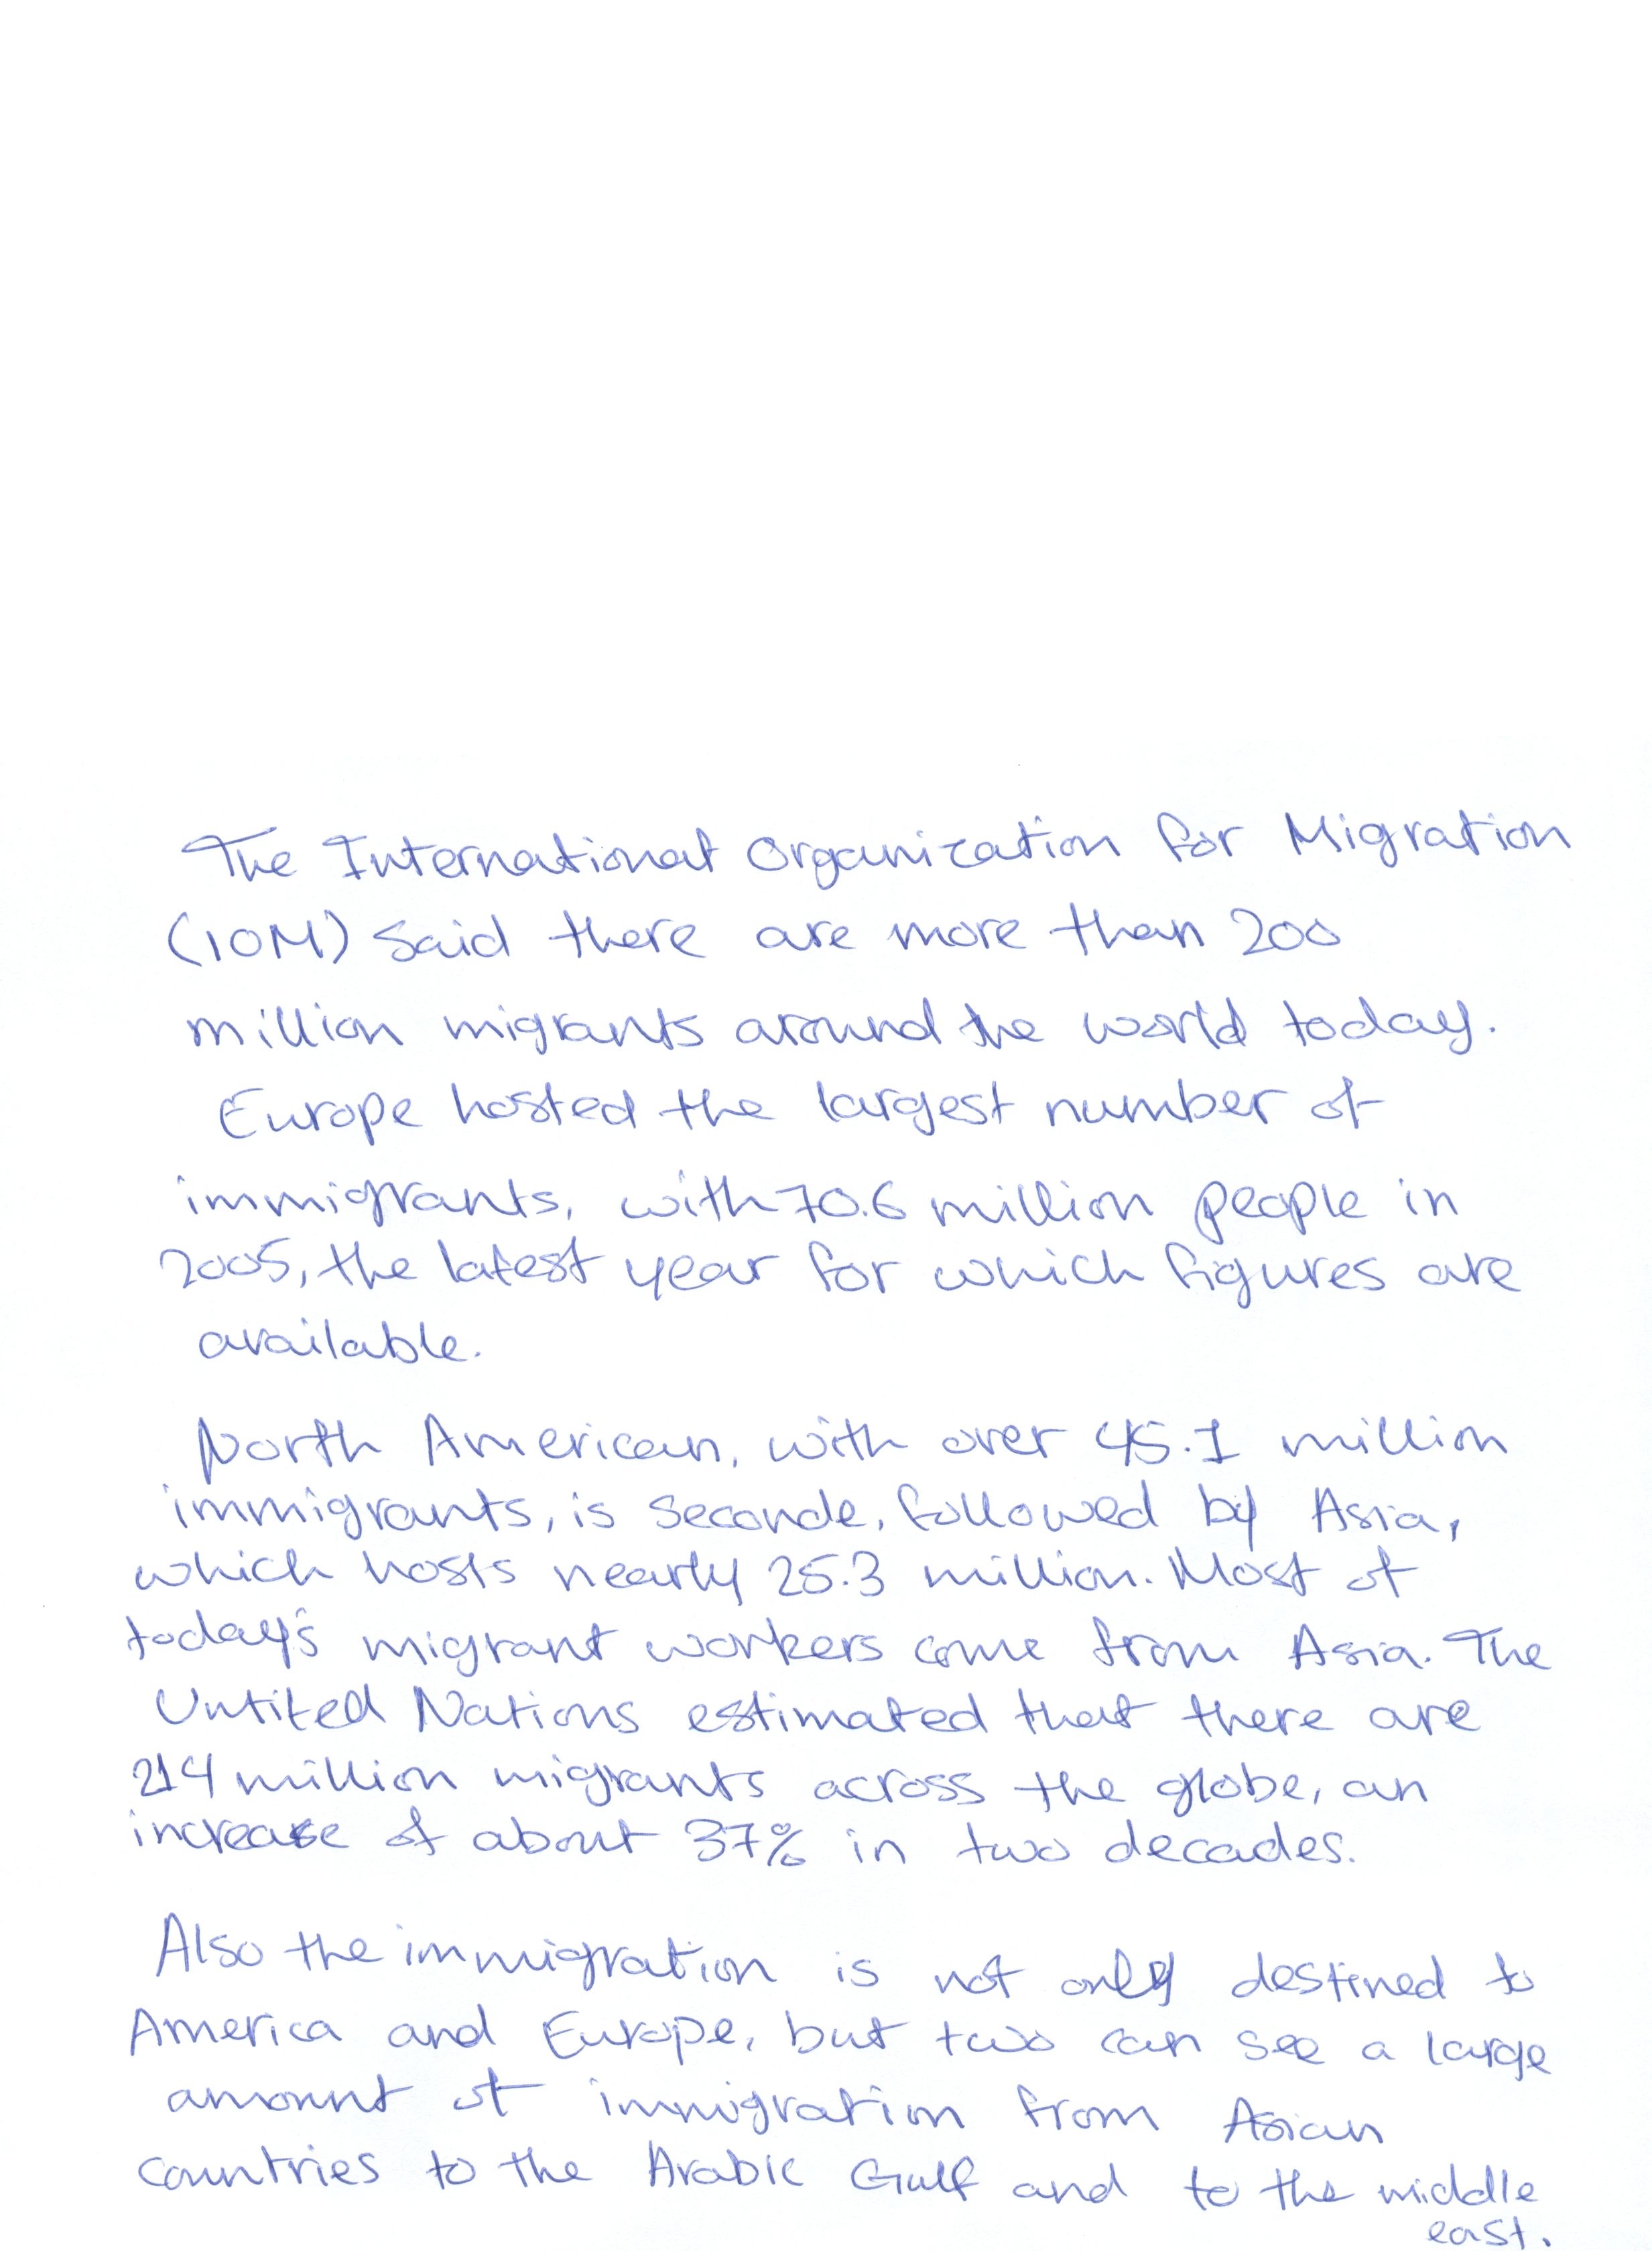 The International Organization for Migration
(IOM) said there are more than 200
million migrants around the world today.
Europe hosted the largest number of
immigrants, with 70.6 million people in
2005, the latest year for which figures are
available.
North American, with over 45.1 million
immigrants, is seconde, followed by Asia,
which hosts nearly 25.3 million. Most of
today's migrant workers come from Asia. The
Untited Nations estimated that there are
214 million migrants across the globe, an
increase of about 37% in two decades.
Also the immigration is not only destined to
America and Europe, but two can see a large
amount of immigration from Asian
countries to the Arabic Gulf and to the middle
east.